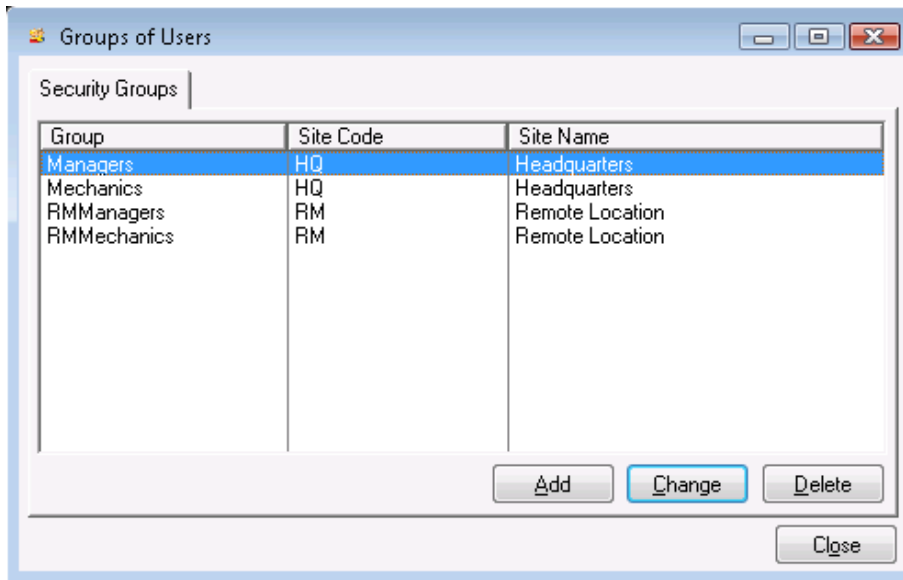 Groups of Users
Security Groups
Group Site Code Site Name
Managers HQ Headquarters
Mechanics HQ Headquarters
RMManagers RM Remote Location
RMMechanics RM Remote Location
Add Change Delete
Close